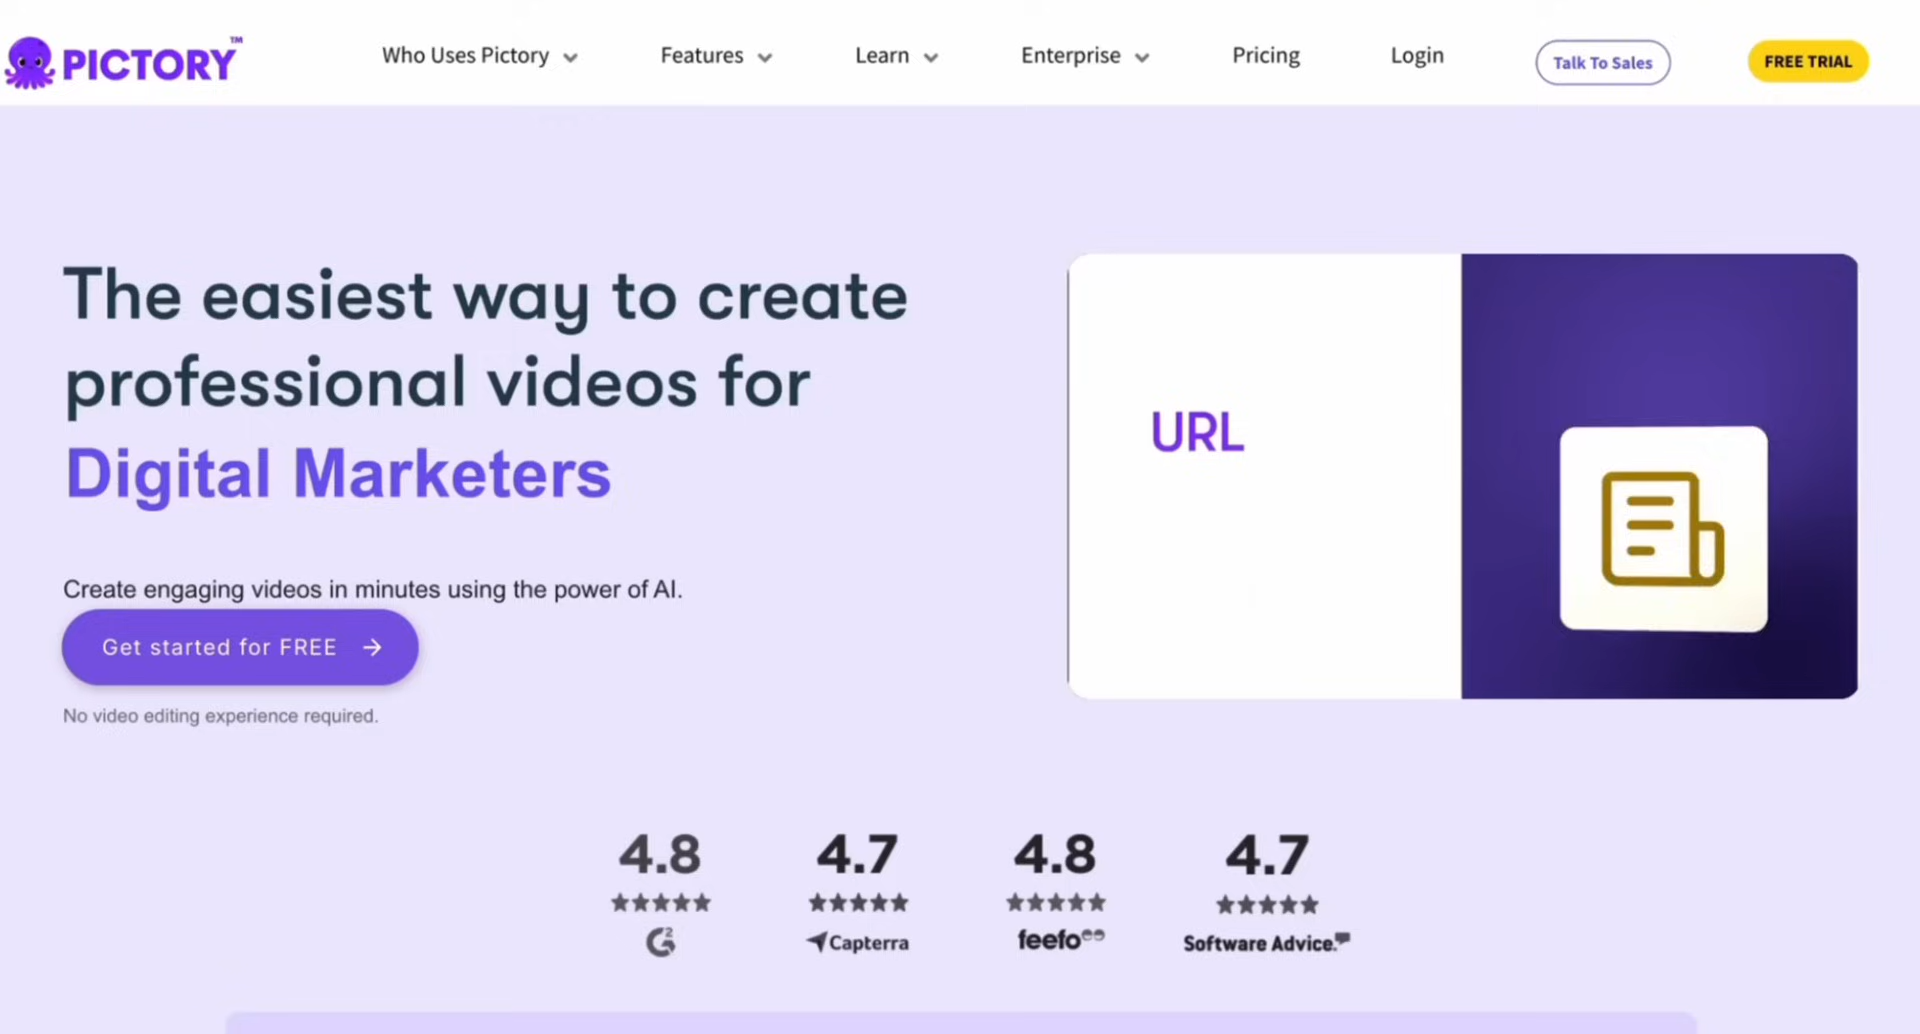 PICTORY™
Who Uses Pictory
Features
Learn
Enterprise
Pricing
Login
Talk To Sales
FREE TRIAL
The easiest way to create
professional videos for
Digital Marketers
URL
Create engaging videos in minutes using the power of AI.
Get started for FREE →
No video editing experience required.
4.8
4.7
4.8
4.7
G2
Capterra
feefo
Software Advice.